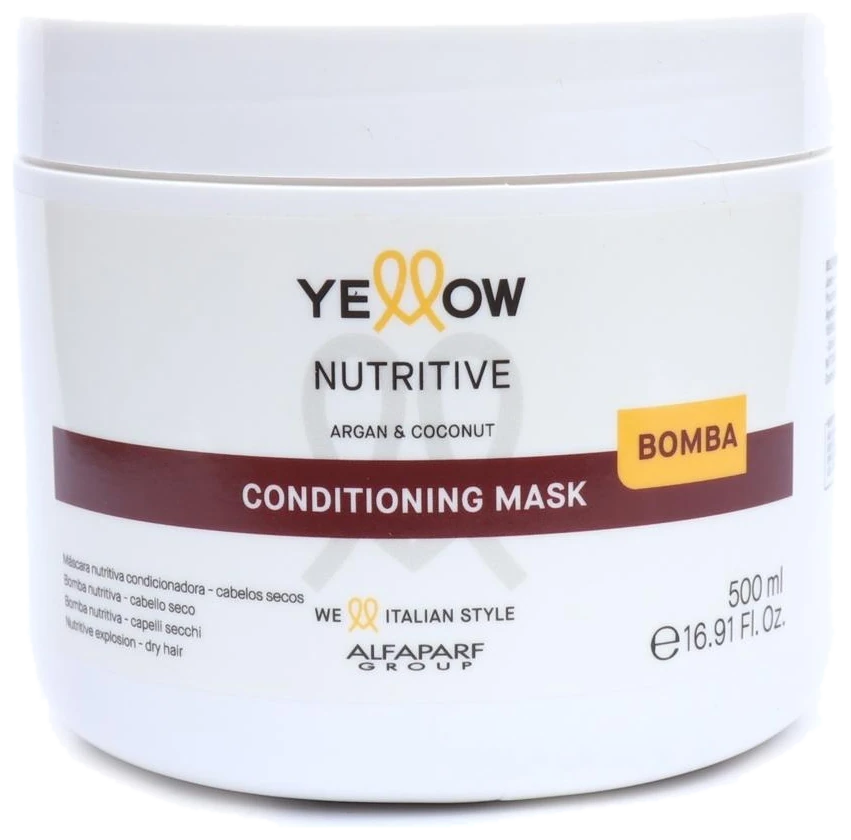 YELLOW
NUTRITIVE
ARGAN & COCONUT
BOMBA
CONDITIONING MASK
Máscara nutritiva condicionadora - cabelos secos
Bomba nutritiva - cabello seco
Bomba nutritiva - capelli secchi
Nutritive explosion - dry hair
WE ITALIAN STYLE
ALFAPARF
GROUP
500 ml
℮16.91 Fl. Oz.